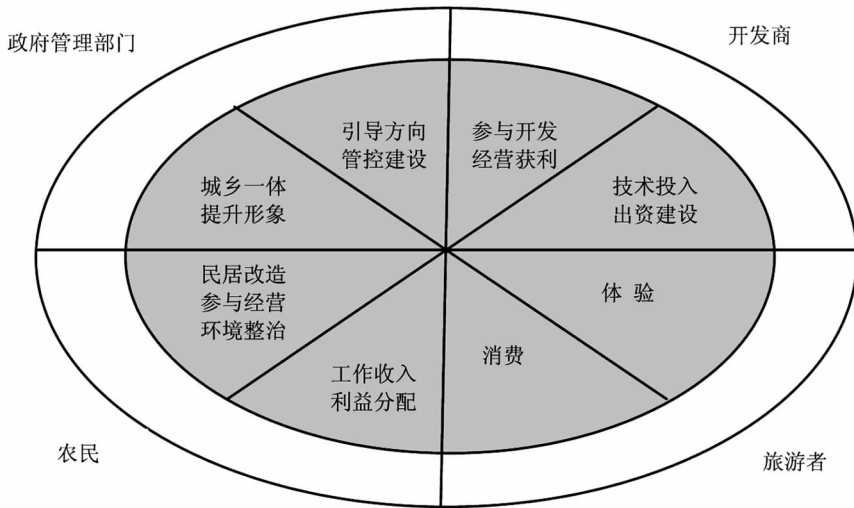 政府管理部门
开发商
引导方向
管控建设
参与开发
经营获利
城乡一体
提升形象
技术投入
出资建设
民居改造
参与经营
环境整治
体 验
工作收入
利益分配
消费
农民
旅游者